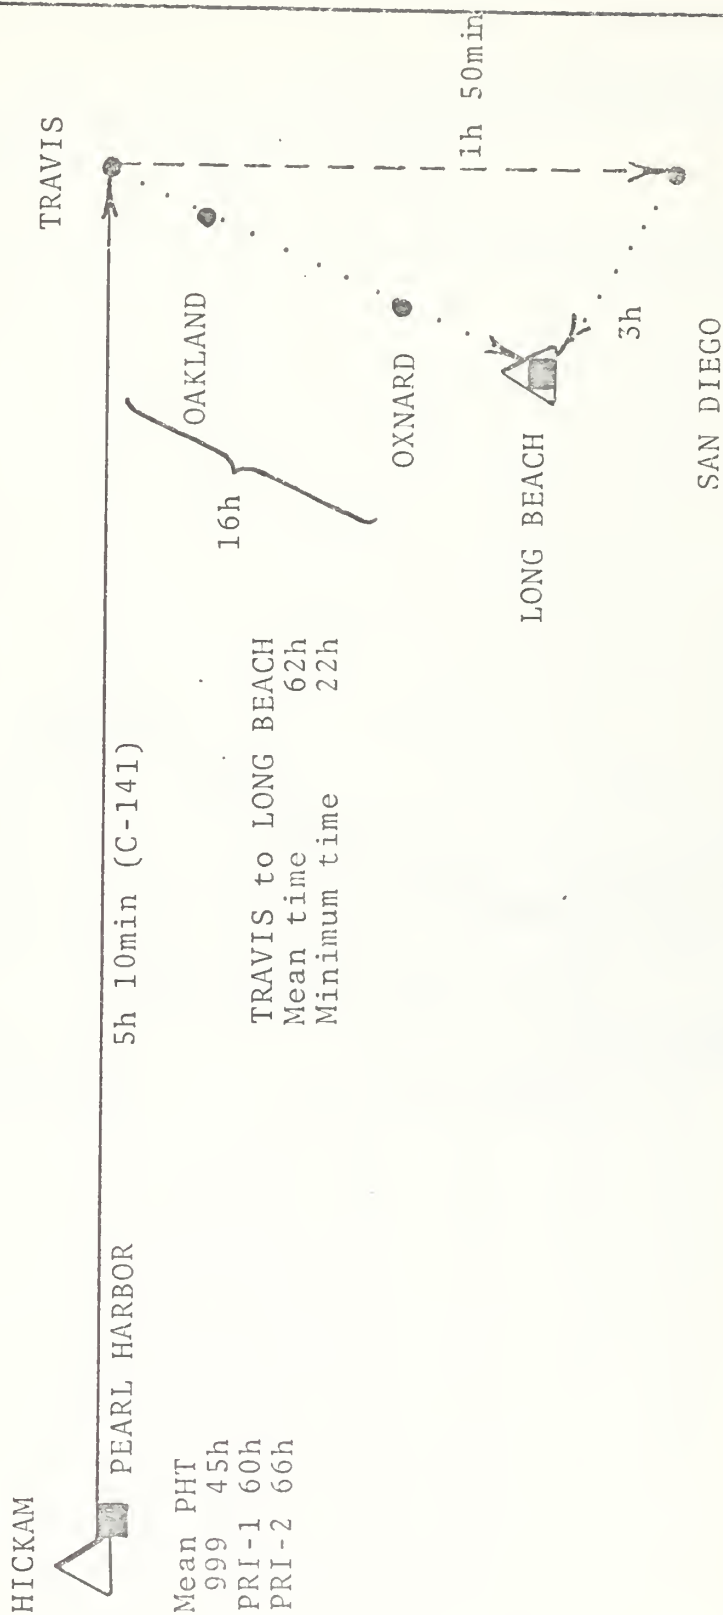 HICKAM
PEARL HARBOR
Mean PHT
999 45h
PRI-1 60h
PRI-2 66h
5h 10min (C-141)
TRAVIS to LONG BEACH
Mean time 62h
Minimum time 22h
TRAVIS
OAKLAND
16h
OXNARD
LONG BEACH
1h 50min
3h
SAN DIEGO